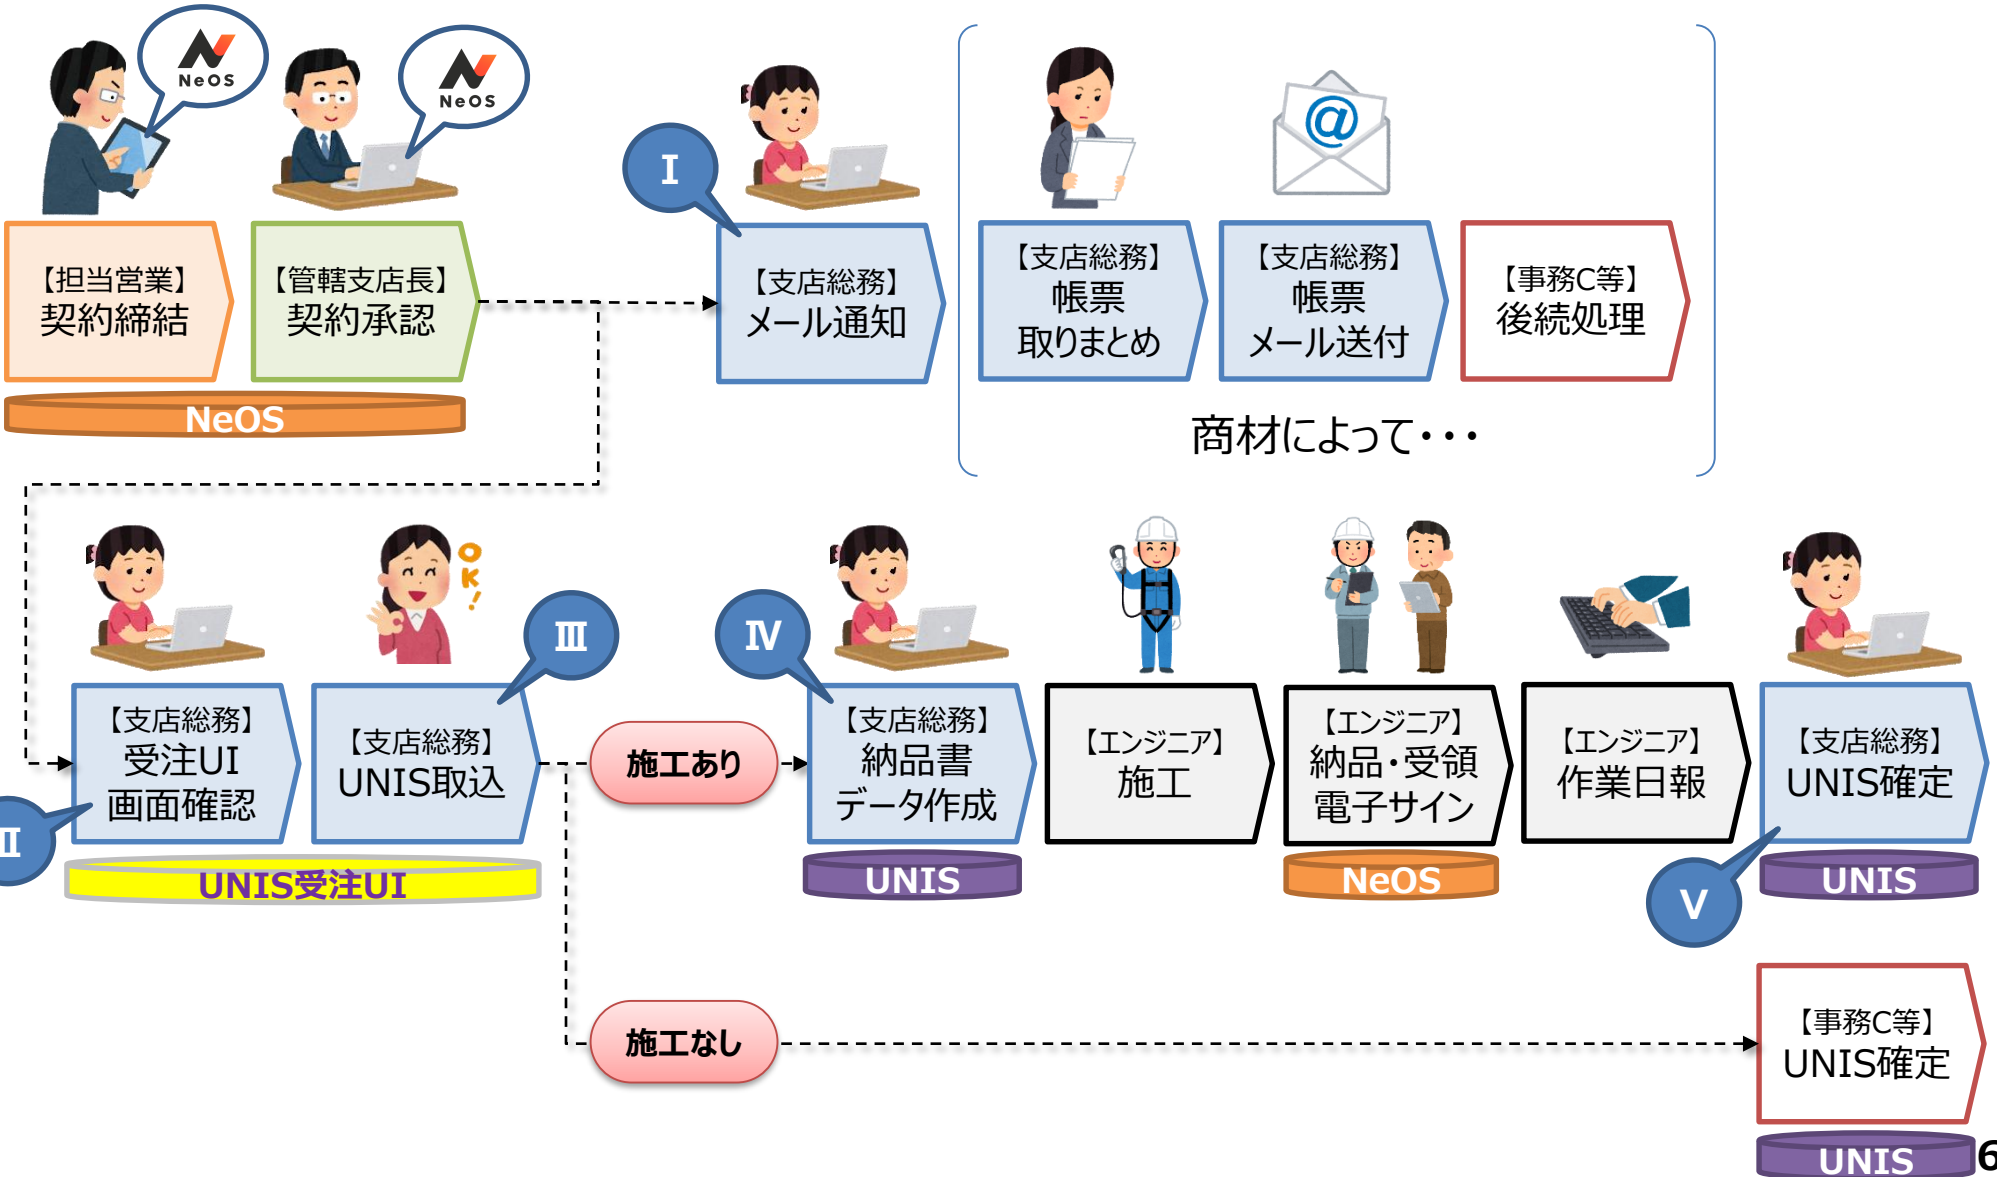 NeOS
NeOS
I
【担当営業】
契約締結
【管轄支店長】
契約承認
【支店総務】
メール通知
【支店総務】
帳票
取りまとめ
【支店総務】
帳票
メール送付
【事務C等】
後続処理
NeOS
商材によって・・・
OK!
II
III
IV
【支店総務】
受注UI
画面確認
【支店総務】
UNIS取込
施工あり
【支店総務】
納品書
データ作成
【エンジニア】
施工
【エンジニア】
納品・受領
電子サイン
【エンジニア】
作業日報
【支店総務】
UNIS確定
UNIS受注UI
UNIS
NeOS
V
UNIS
施工なし
【事務C等】
UNIS確定
UNIS
6